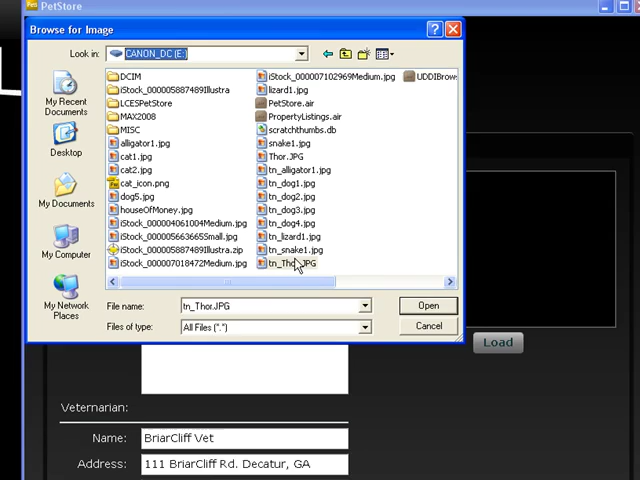 PetStore
Browse for Image
Look in:
CANON_DC (E:)
My Recent
Documents
Desktop
My Documents
My Computer
My Network
Places
DCIM
iStock_000005887489Illustra
LCESPetStore
MAX2008
MISC
alligator1.jpg
cat1.jpg
cat2.jpg
cat_icon.png
dog5.jpg
houseOfMoney.jpg
iStock_000004061004Medium.jpg
iStock_000005663665Small.jpg
iStock_000005887489Illustra.zip
iStock_000007018472Medium.jpg
iStock_000007102969Medium.jpg
lizard1.jpg
PetStore.air
PropertyListings.air
scratchthumbs.db
snake1.jpg
Thor.JPG
tn_alligator1.jpg
tn_dog1.jpg
tn_dog2.jpg
tn_dog3.jpg
tn_dog4.jpg
tn_lizard1.jpg
tn_snake1.jpg
tn_Thor.JPG
UDDIBrows
File name:
tn_Thor.JPG
Open
Files of type:
All Files (*.*)
Cancel
Load
Veternarian:
Name:
BriarCliff Vet
Address:
111 BriarCliff Rd. Decatur, GA